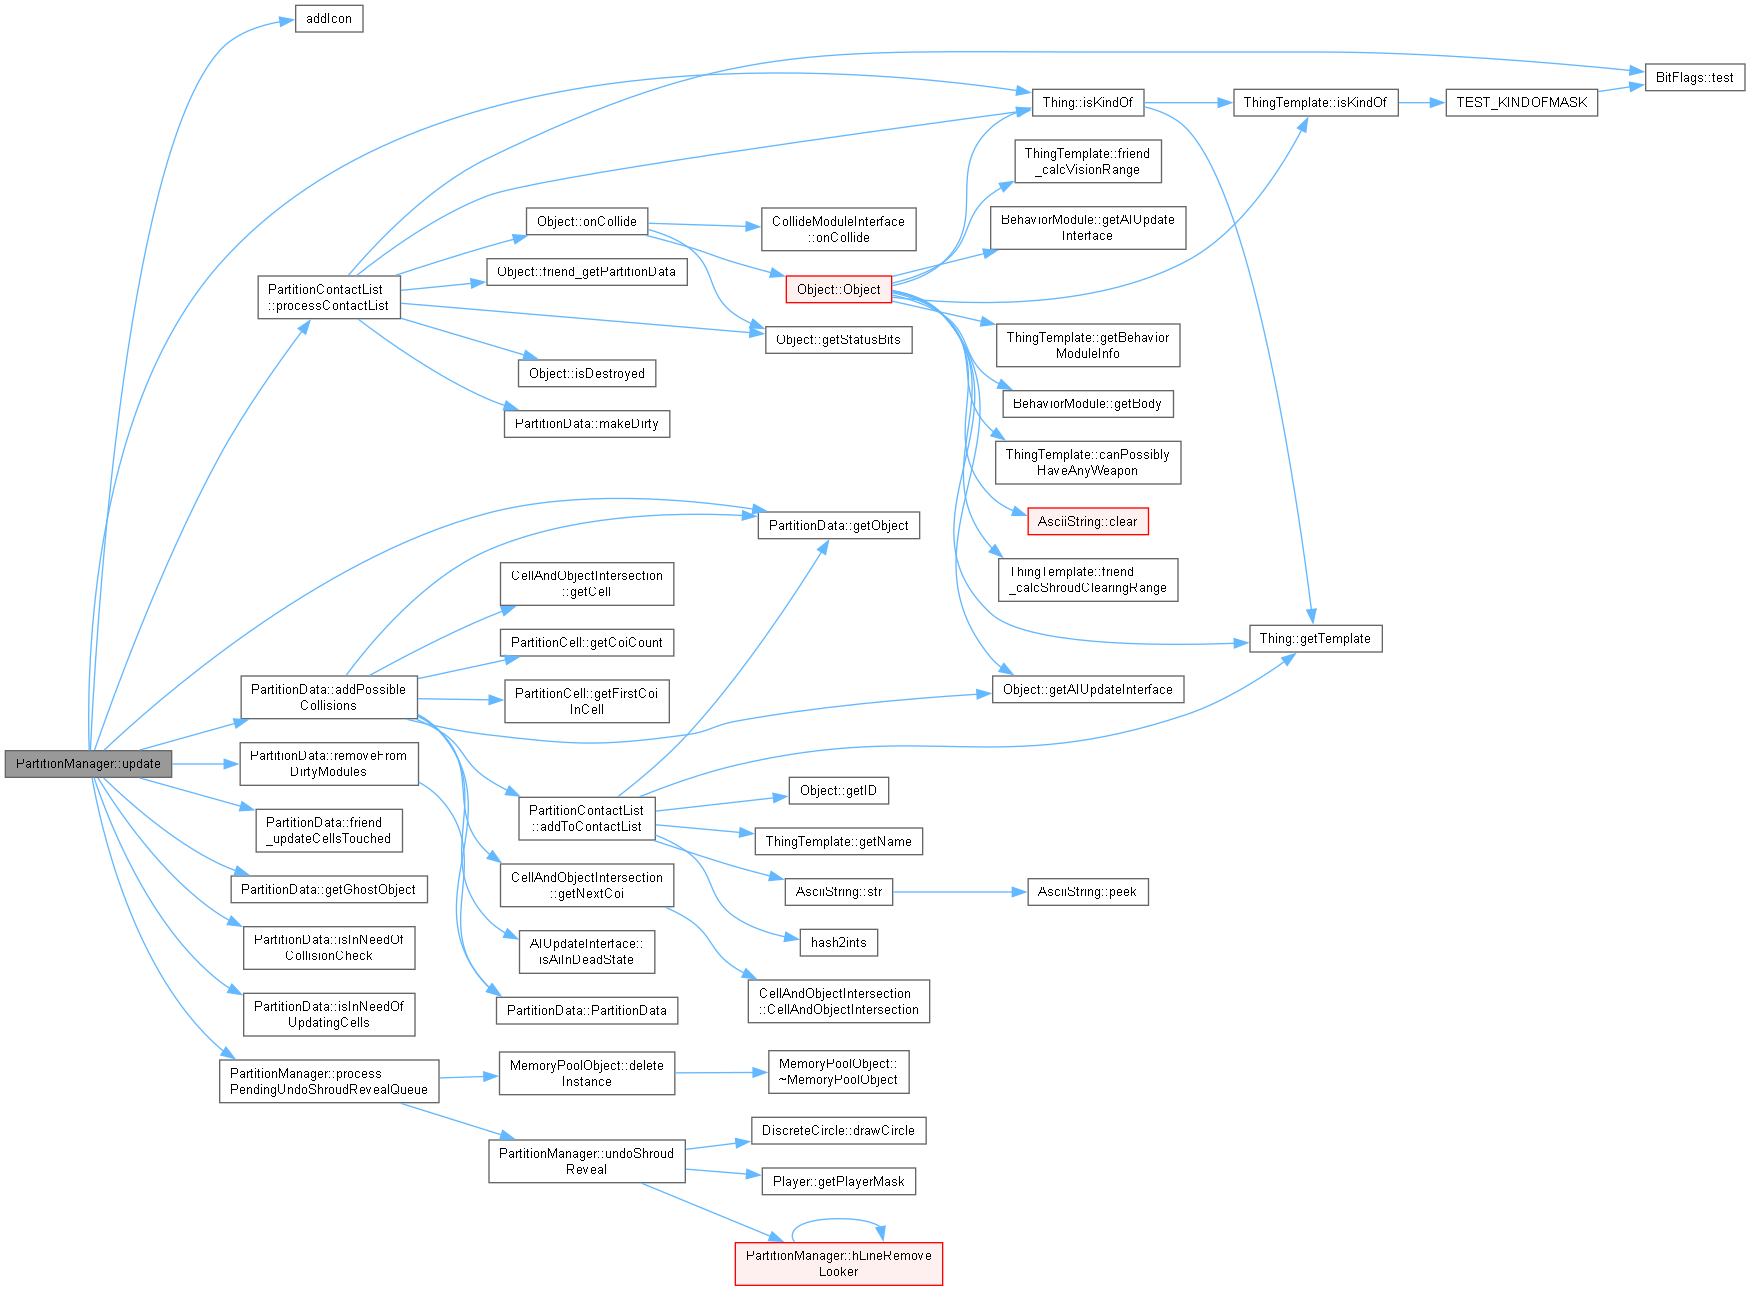 addIcon
BitFlags::test
Thing::isKindOf
ThingTemplate::isKindOf
TEST_KINDOFMASK
ThingTemplate::friend
_calcVisionRange
Object::onCollide
CollideModuleInterface
::onCollide
BehaviorModule::getAIUpdate
Interface
Object::friend_getPartitionData
PartitionContactList
::processContactList
Object::Object
Object::getStatusBits
ThingTemplate::getBehavior
ModuleInfo
Object::isDestroyed
BehaviorModule::getBody
PartitionData::makeDirty
ThingTemplate::canPossibly
HaveAnyWeapon
PartitionData::getObject
AsciiString::clear
CellAndObjectIntersection
::getCell
ThingTemplate::friend
_calcShroudClearingRange
PartitionCell::getCoiCount
Thing::getTemplate
PartitionData::addPossible
Collisions
PartitionCell::getFirstCoi
InCell
Object::getAIUpdateInterface
PartitionManager::update
PartitionData::removeFrom
DirtyModules
PartitionData::friend
_updateCellsTouched
PartitionContactList
::addToContactList
Object::getID
ThingTemplate::getName
PartitionData::getGhostObject
CellAndObjectIntersection
::getNextCoi
AsciiString::str
AsciiString::peek
PartitionData::isInNeedOf
CollisionCheck
AIUpdateInterface::
isAiInDeadState
hash2ints
PartitionData::isInNeedOf
UpdatingCells
PartitionData::PartitionData
CellAndObjectIntersection
::CellAndObjectIntersection
PartitionManager::process
PendingUndoShroudRevealQueue
MemoryPoolObject::delete
Instance
MemoryPoolObject::
~MemoryPoolObject
PartitionManager::undoShroud
Reveal
DiscreteCircle::drawCircle
Player::getPlayerMask
PartitionManager::hLineRemove
Looker